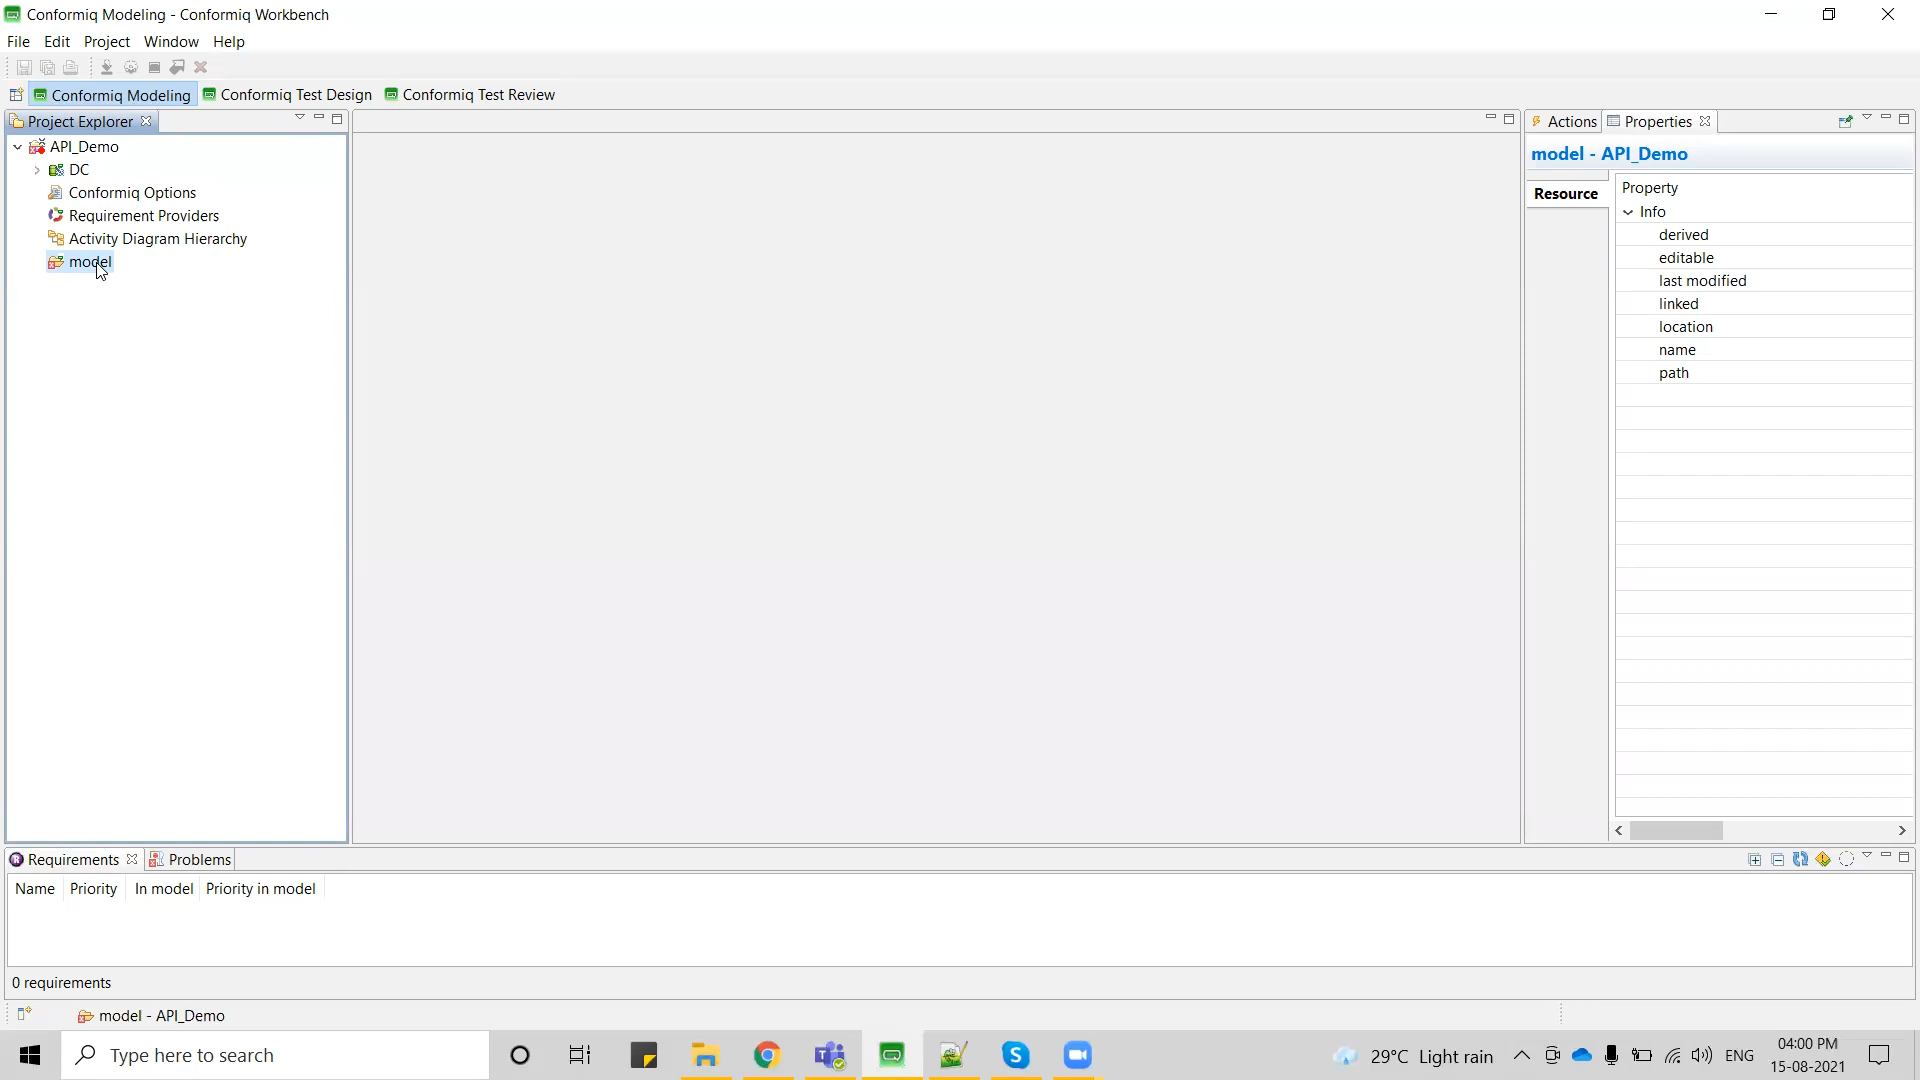 Conformiq Modeling - Conformiq Workbench
File Edit Project Window Help
Conformiq Modeling Conformiq Test Design Conformiq Test Review
Project Explorer
API_Demo
DC
Conformiq Options
Requirement Providers
Activity Diagram Hierarchy
model
Actions Properties
model - API_Demo
Resource
Property
Info
derived
editable
last modified
linked
location
name
path
Requirements Problems
Name Priority In model Priority in model
0 requirements
model - API_Demo
Type here to search
29°C Light rain
ENG
04:00 PM
15-08-2021